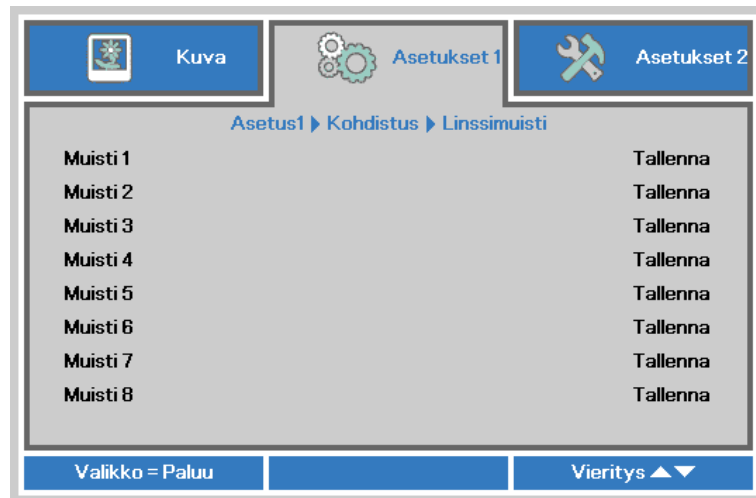 Kuva Asetukset 1 Asetukset 2
Asetus1 ▶ Kohdistus ▶ Linssimuisti
Muisti 1 Tallenna
Muisti 2 Tallenna
Muisti 3 Tallenna
Muisti 4 Tallenna
Muisti 5 Tallenna
Muisti 6 Tallenna
Muisti 7 Tallenna
Muisti 8 Tallenna
Valikko = Paluu Vieritys ▲▼